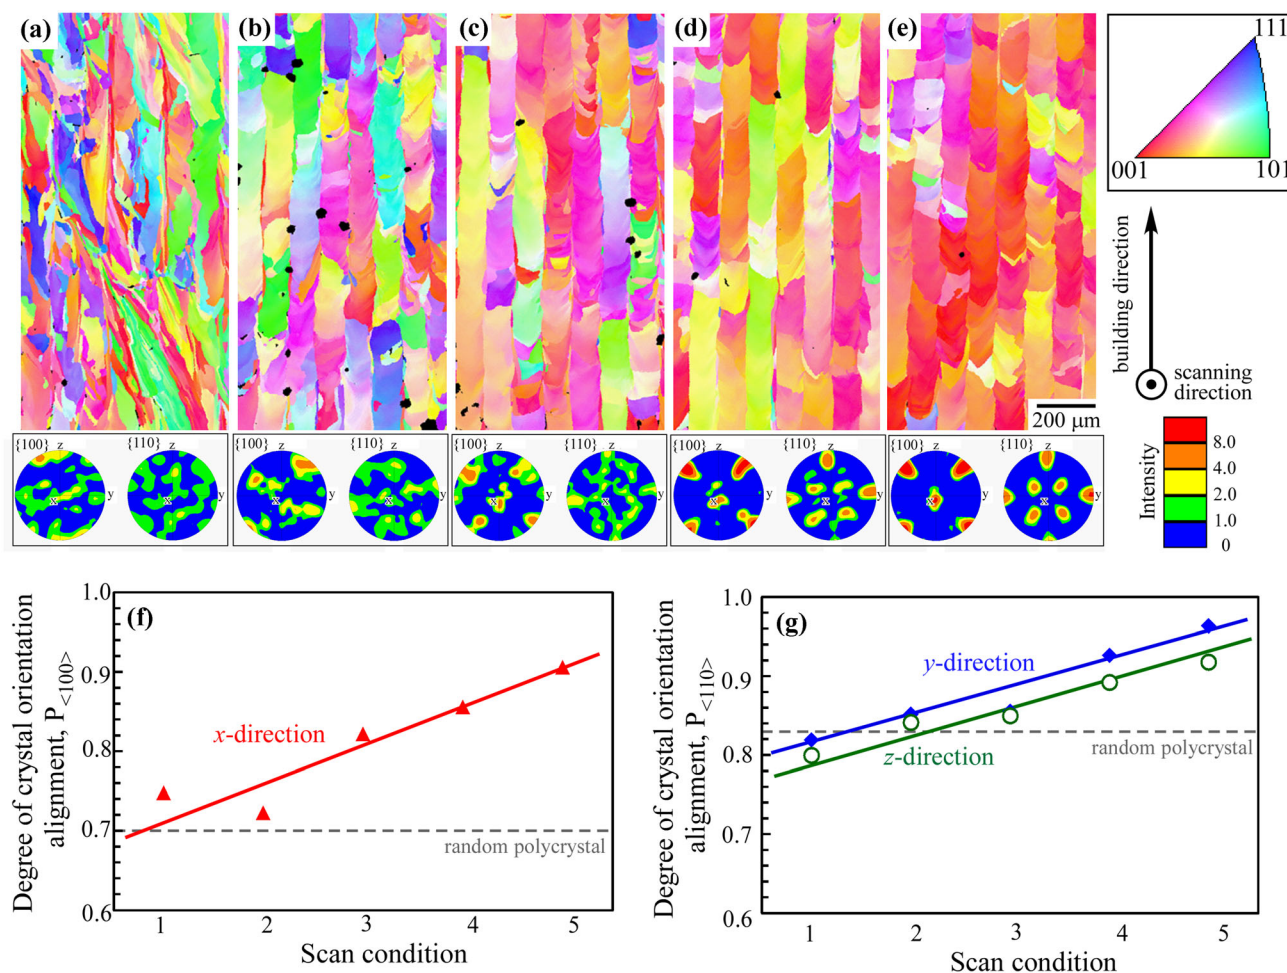 (a)
(b)
(c)
(d)
(e)
111
001
101
building direction
scanning
direction
200 μm
{100} z
{110} z
x
x
y
{100} z
{110} z
x
x
y
{100} z
{110} z
x
x
y
{100} z
{110} z
x
x
y
{100} z
{110} z
x
x
y
Intensity
8.0
4.0
2.0
1.0
0
(f)
Degree of crystal orientation
alignment, P<100>
1.0
0.9
0.8
0.7
0.6
x-direction
random polycrystal
1 2 3 4 5
Scan condition
(g)
Degree of crystal orientation
alignment, P<110>
1.0
0.9
0.8
0.7
0.6
y-direction
random polycrystal
z-direction
1 2 3 4 5
Scan condition